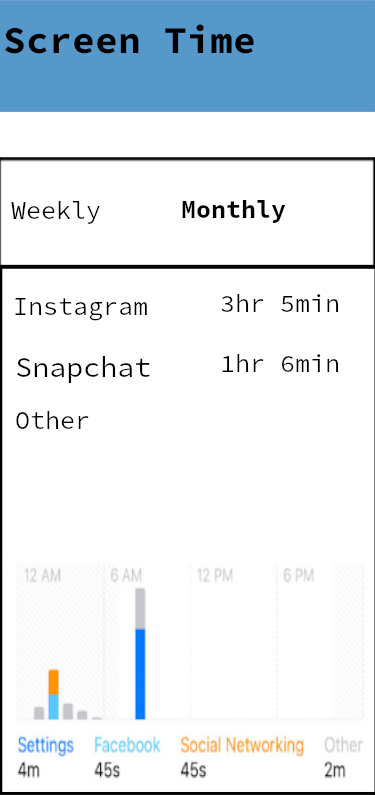 Screen Time
Weekly Monthly
Instagram 3hr 5min
Snapchat 1hr 6min
Other
12 AM 6 AM 12 PM 6 PM
Settings Facebook Social Networking Other
4m 45s 45s 2m